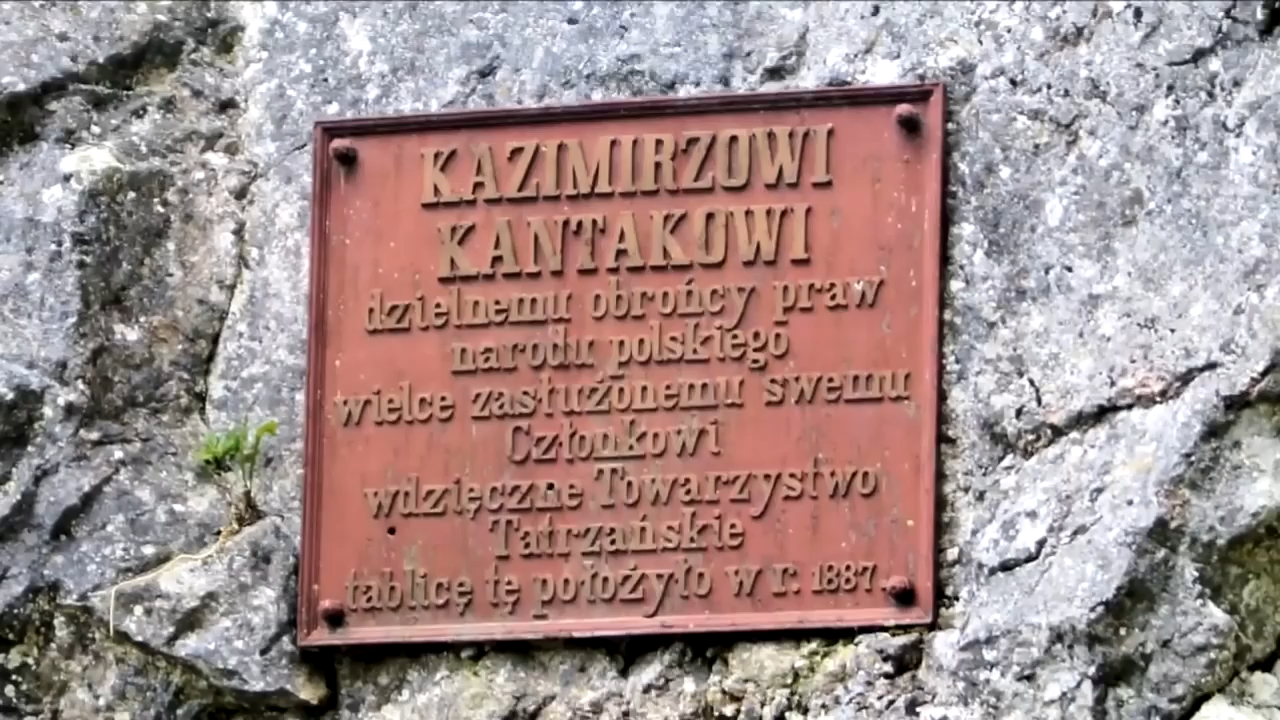 KAZIMIRZOWI
KANTAKOWI
dzielnemu obrońcy praw
narodu polskiego
wielce zasłużonemu swemu
Członkowi
wdzięczne Towarzystwo
Tatrzańskie
tablicę tę położyło w r. 1887.